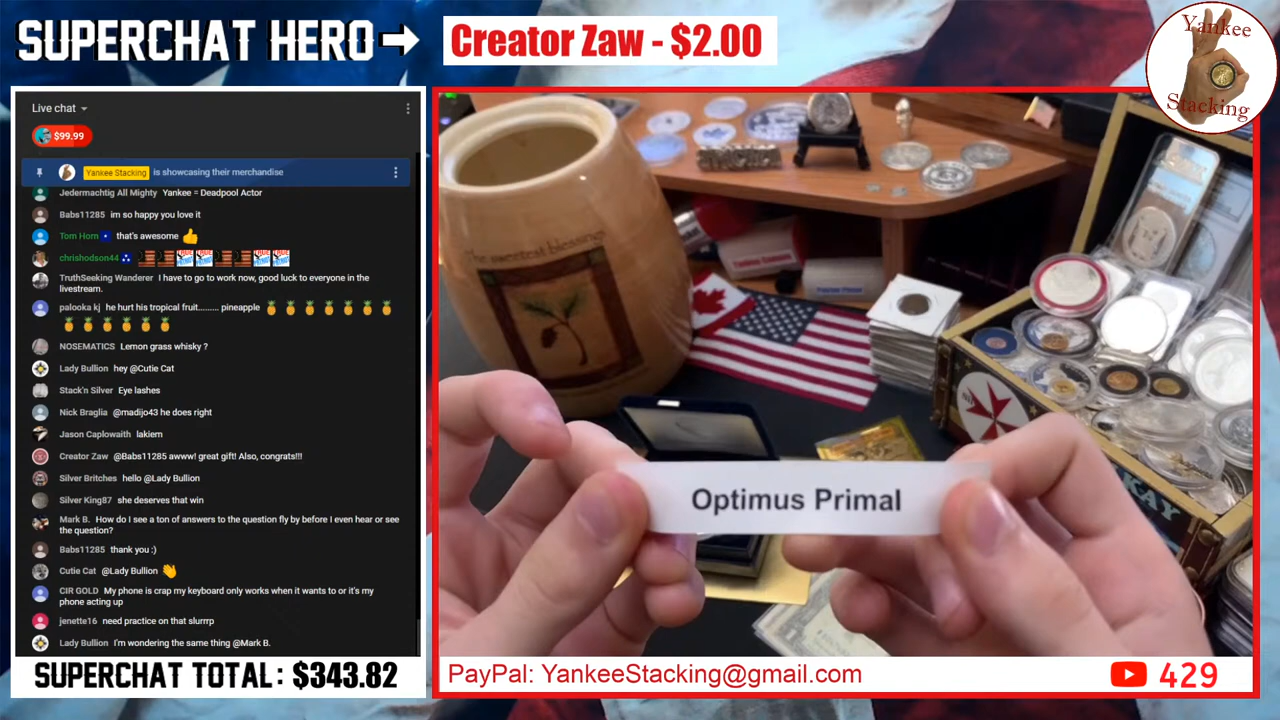 SUPERCHAT HERO
Creator Zaw - $2.00
Yankee
Stacking
Live chat
$99.99
Yankee Stacking is showcasing their merchandise
Jedermachtig All Mighty Yankee = Deadpool Actor
Babs11285 im so happy you love it
Tom Horn that's awesome 👍
chrishodson44
TruthSeeking Wanderer I have to go to work now, good luck to everyone in the
livestream.
palooka kj he hurt his tropical fruit......... pineapple 🍍 🍍 🍍 🍍 🍍 🍍 🍍
🍍 🍍 🍍 🍍 🍍 🍍
NOSEMATICS Lemon grass whisky ?
Lady Bullion hey @Cutie Cat
Stack'n Silver Eye lashes
Nick Braglia @madijo43 he does right
Jason Caplowaith lakiem
Creator Zaw @Babs11285 awww! great gift! Also, congrats!!!
Silver Britches hello @Lady Bullion
Silver King87 she deserves that win
Mark B. How do I see a ton of answers to the question fly by before I even hear or see
the question?
Babs11285 thank you :)
Cutie Cat @Lady Bullion 👋
CIR GOLD My phone is crap my keyboard only works when it wants to or it's my
phone acting up
jenette16 need practice on that slurrrp
Lady Bullion I'm wondering the same thing @Mark B.
SUPERCHAT TOTAL: $343.82
The sweetest blessings
Optimus Primal
KAY
PayPal: YankeeStacking@gmail.com
429